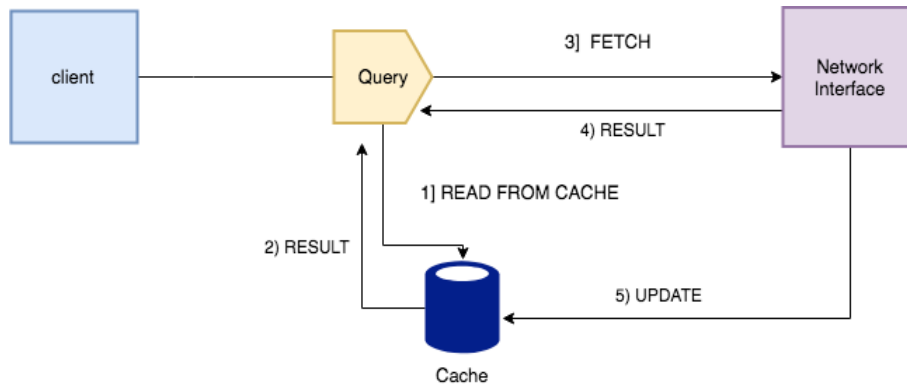 client
Query
3] FETCH
Network
Interface
4) RESULT
1] READ FROM CACHE
2) RESULT
5) UPDATE
Cache